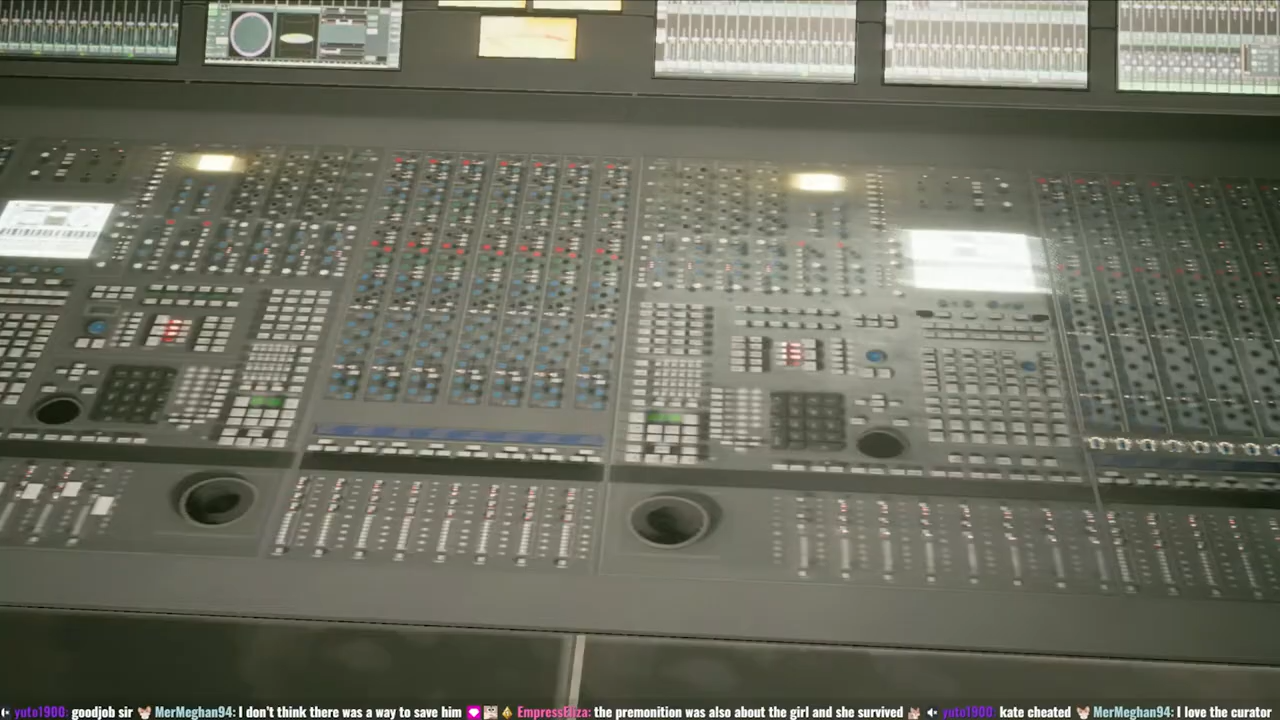 yuto1900: goodjob sir MerMeghan94: I don't think there was a way to save him EmpressEliza: the premonition was also about the girl and she survived yuto1900: kate cheated MerMeghan94: I love the curator